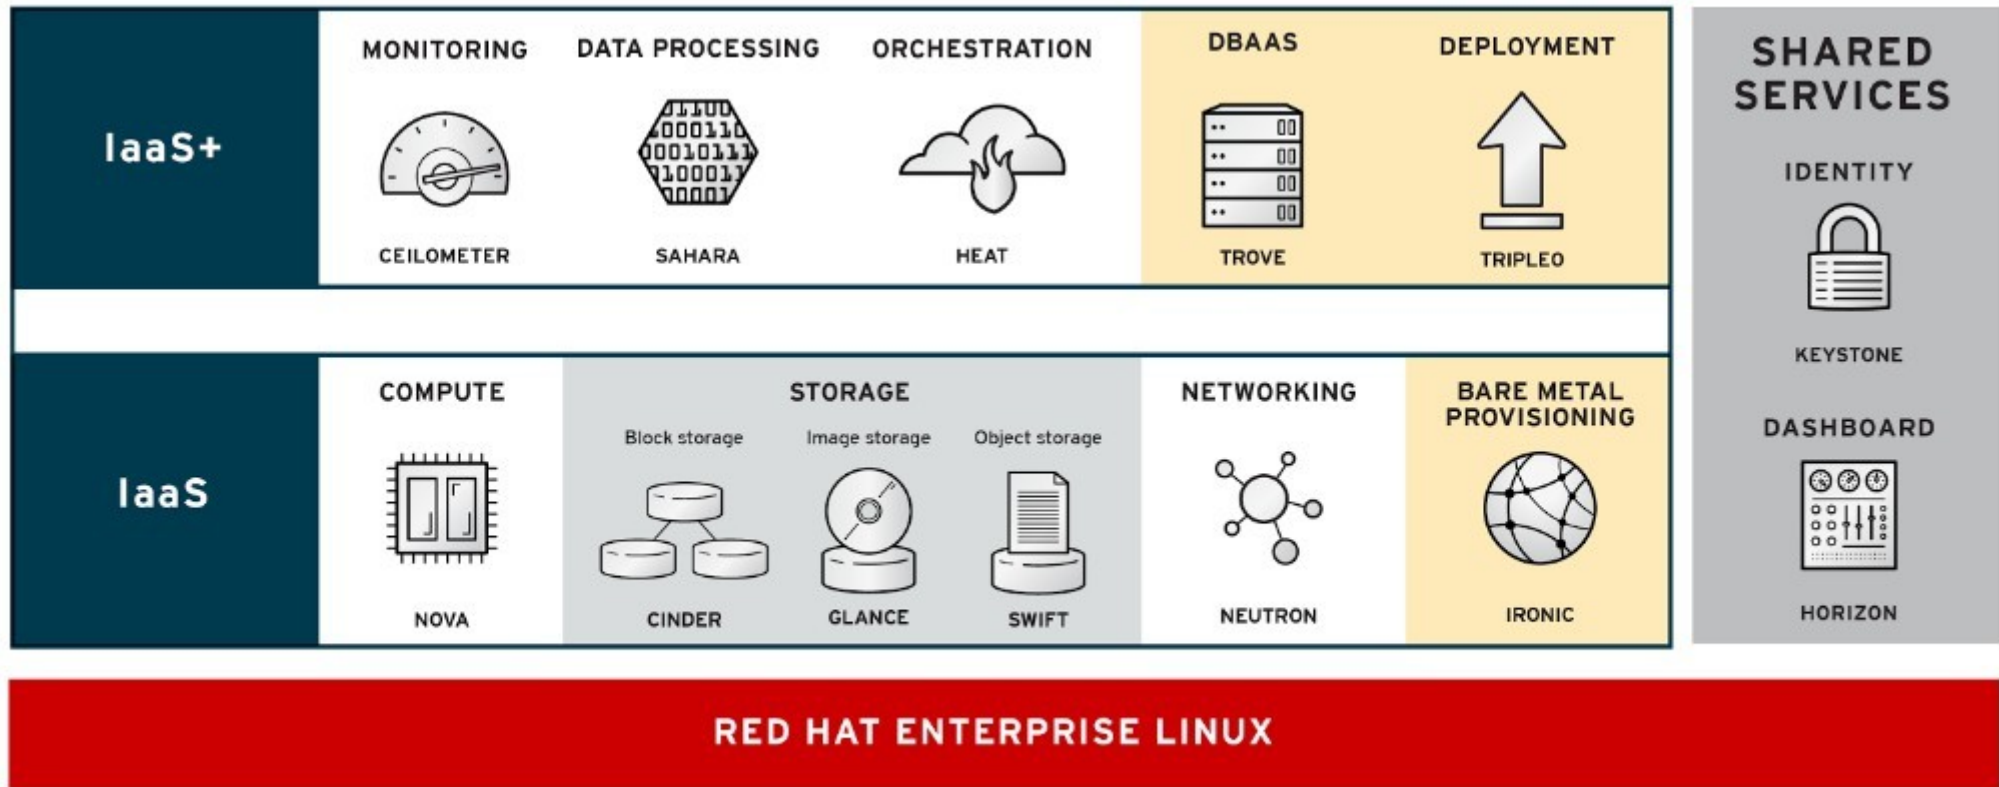 IaaS+
MONITORING
CEILOMETER
DATA PROCESSING
SAHARA
ORCHESTRATION
HEAT
DBAAS
TROVE
DEPLOYMENT
TRIPLEO
IaaS
COMPUTE
NOVA
STORAGE
Block storage
CINDER
Image storage
GLANCE
Object storage
SWIFT
NETWORKING
NEUTRON
BARE METAL
PROVISIONING
IRONIC
SHARED
SERVICES
IDENTITY
KEYSTONE
DASHBOARD
HORIZON
RED HAT ENTERPRISE LINUX